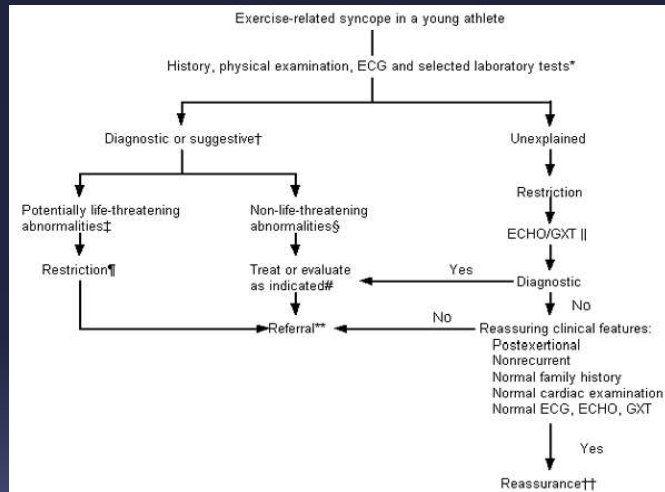 Exercise-related syncope in a young athlete
History, physical examination, ECG and selected laboratory tests*
Diagnostic or suggestive†
Unexplained
Potentially life-threatening
abnormalities‡
Non-life-threatening
abnormalities§
Restriction
ECHO/GXT ||
Restriction¶
Treat or evaluate
as indicated#
Yes
Diagnostic
No
Referral**
No
Reassuring clinical features:
Postexertional
Nonrecurrent
Normal family history
Normal cardiac examination
Normal ECG, ECHO, GXT
Yes
Reassurance††